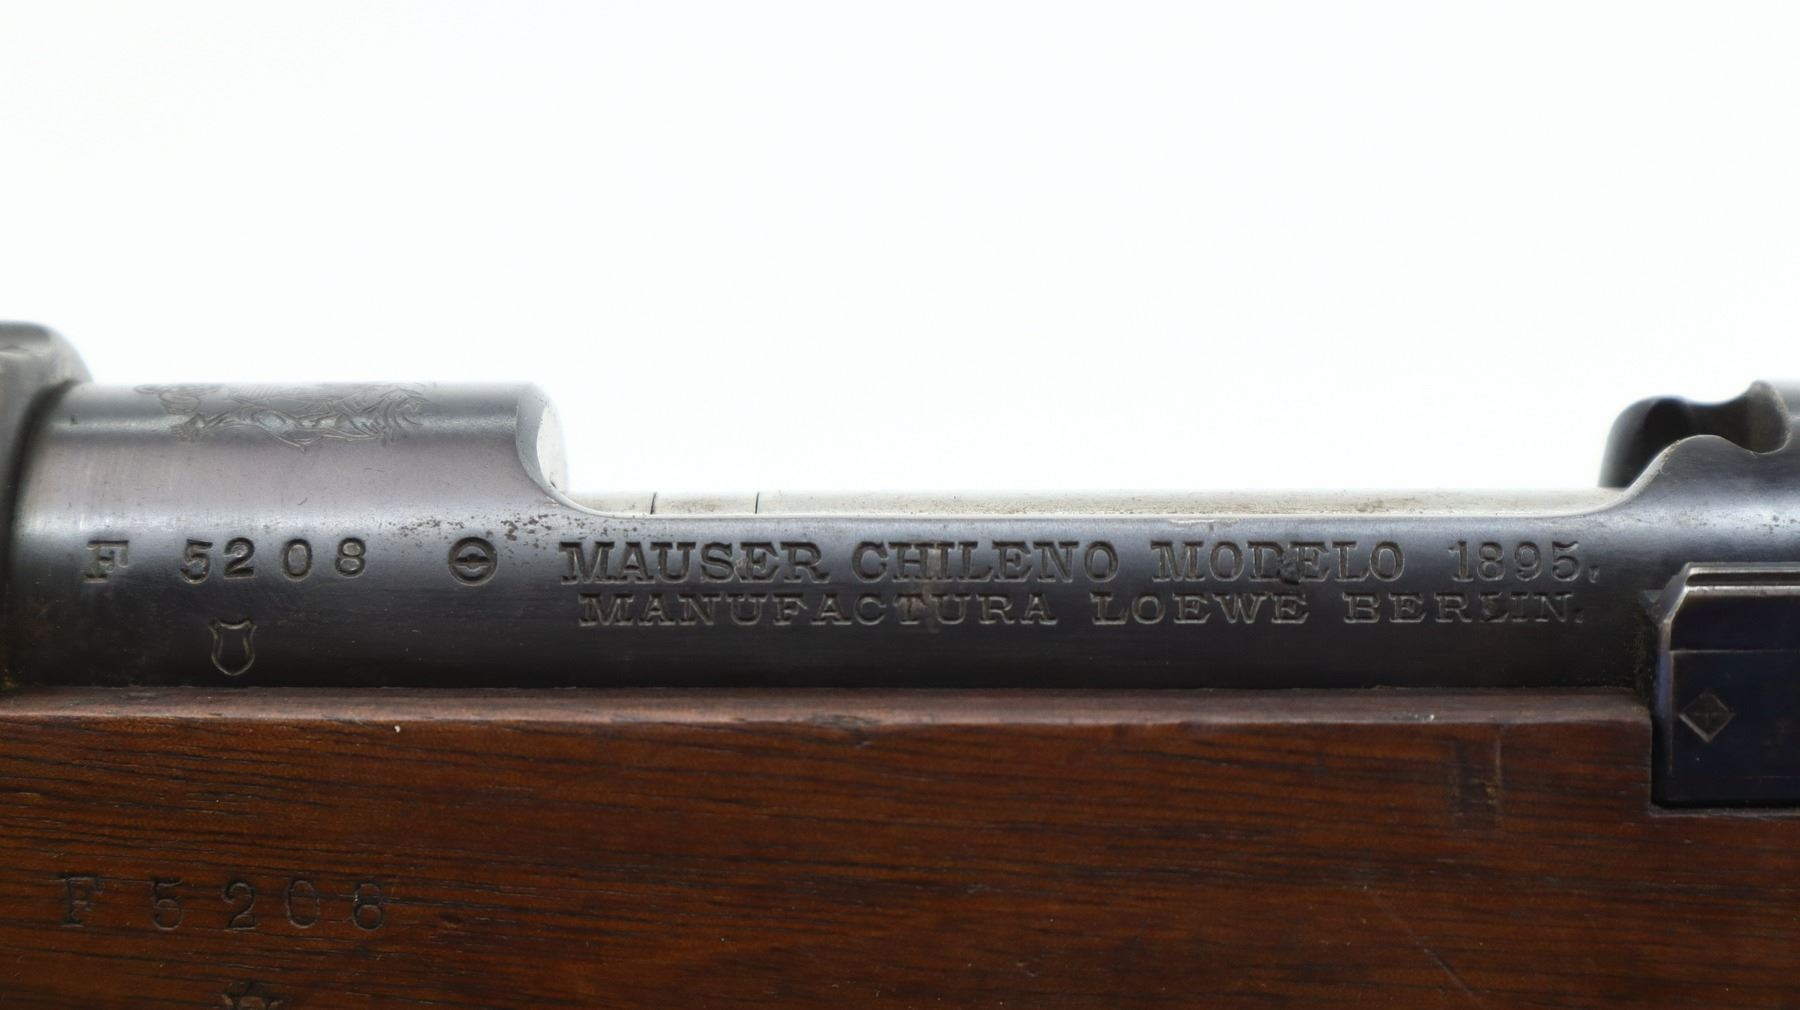 F 5208 MAUSER CHILENO MODELO 1895,
MANUFACTURA LOEWE BERLIN.
F 5208